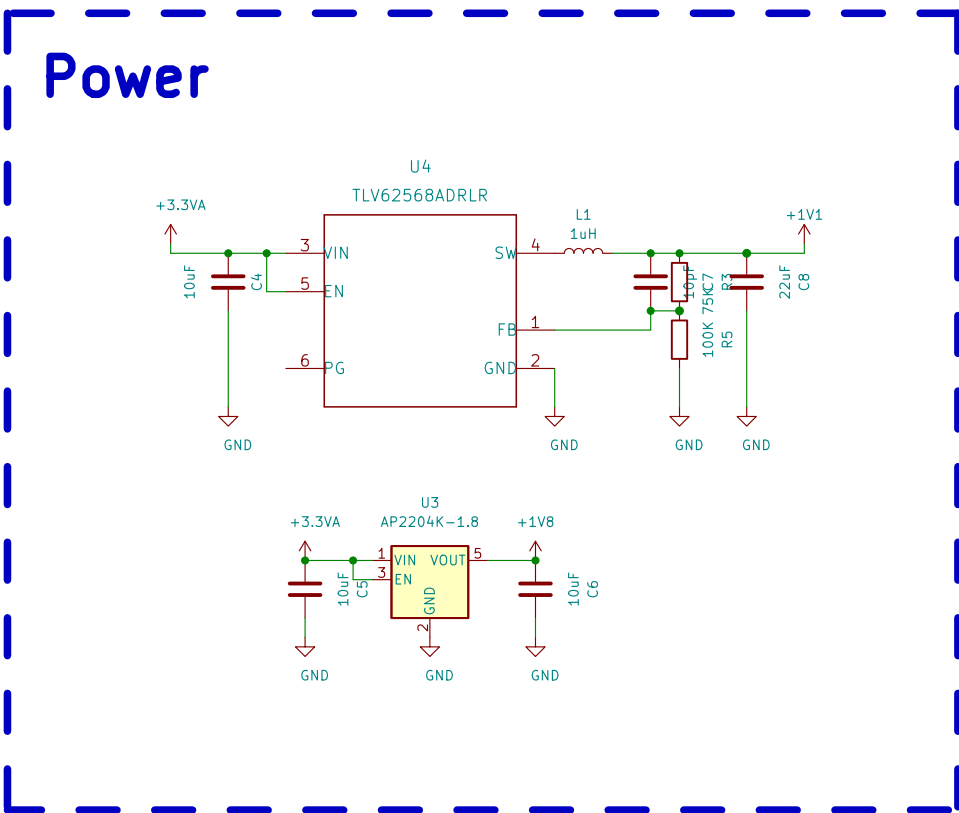 Power
U4
TLV62568ADRLR
+3.3VA
L1
1uH
+1V1
3
VIN
SW
4
10uF
C4
10pF
C7
75K
R3
22uF
C8
5
EN
FB
1
100K
R5
6
PG
GND
2
GND
GND
GND
GND
U3
+3.3VA
AP2204K-1.8
+1V8
1
VIN
VOUT
5
3
EN
10uF
C5
GND
2
10uF
C6
GND
GND
GND